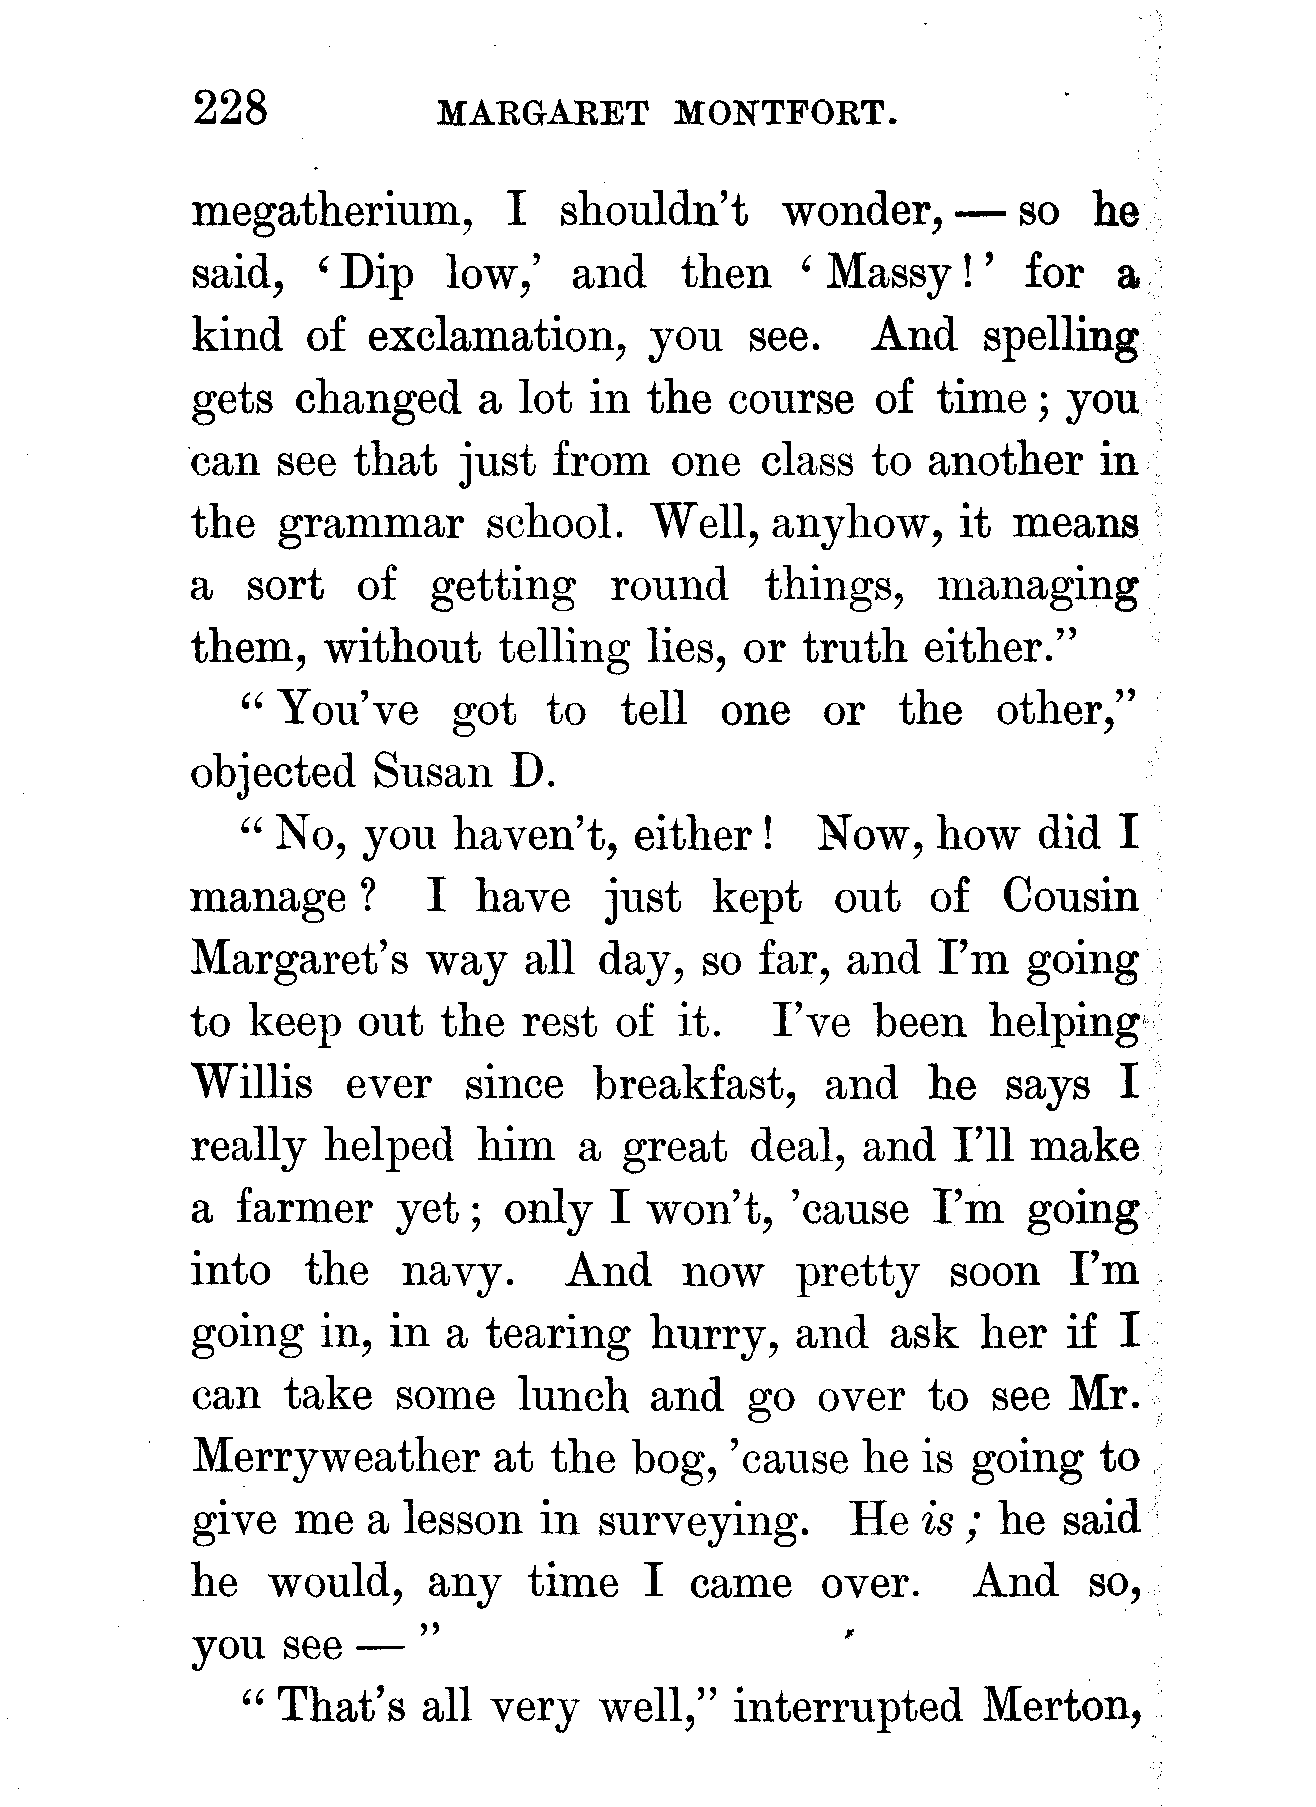 228 MARGARET MONTFORT.
megatherium, I shouldn't wonder, — so he
said, ‘Dip low,’ and then ‘Massy!’ for a
kind of exclamation, you see. And spelling
gets changed a lot in the course of time; you
can see that just from one class to another in
the grammar school. Well, anyhow, it means
a sort of getting round things, managing
them, without telling lies, or truth either.”
“You've got to tell one or the other,”
objected Susan D.
“No, you haven't, either! Now, how did I
manage? I have just kept out of Cousin
Margaret's way all day, so far, and I'm going
to keep out the rest of it. I've been helping
Willis ever since breakfast, and he says I
really helped him a great deal, and I'll make
a farmer yet; only I won't, 'cause I'm going
into the navy. And now pretty soon I'm
going in, in a tearing hurry, and ask her if I
can take some lunch and go over to see Mr.
Merryweather at the bog, 'cause he is going to
give me a lesson in surveying. He is; he said
he would, any time I came over. And so,
you see — ”
“That's all very well,” interrupted Merton,